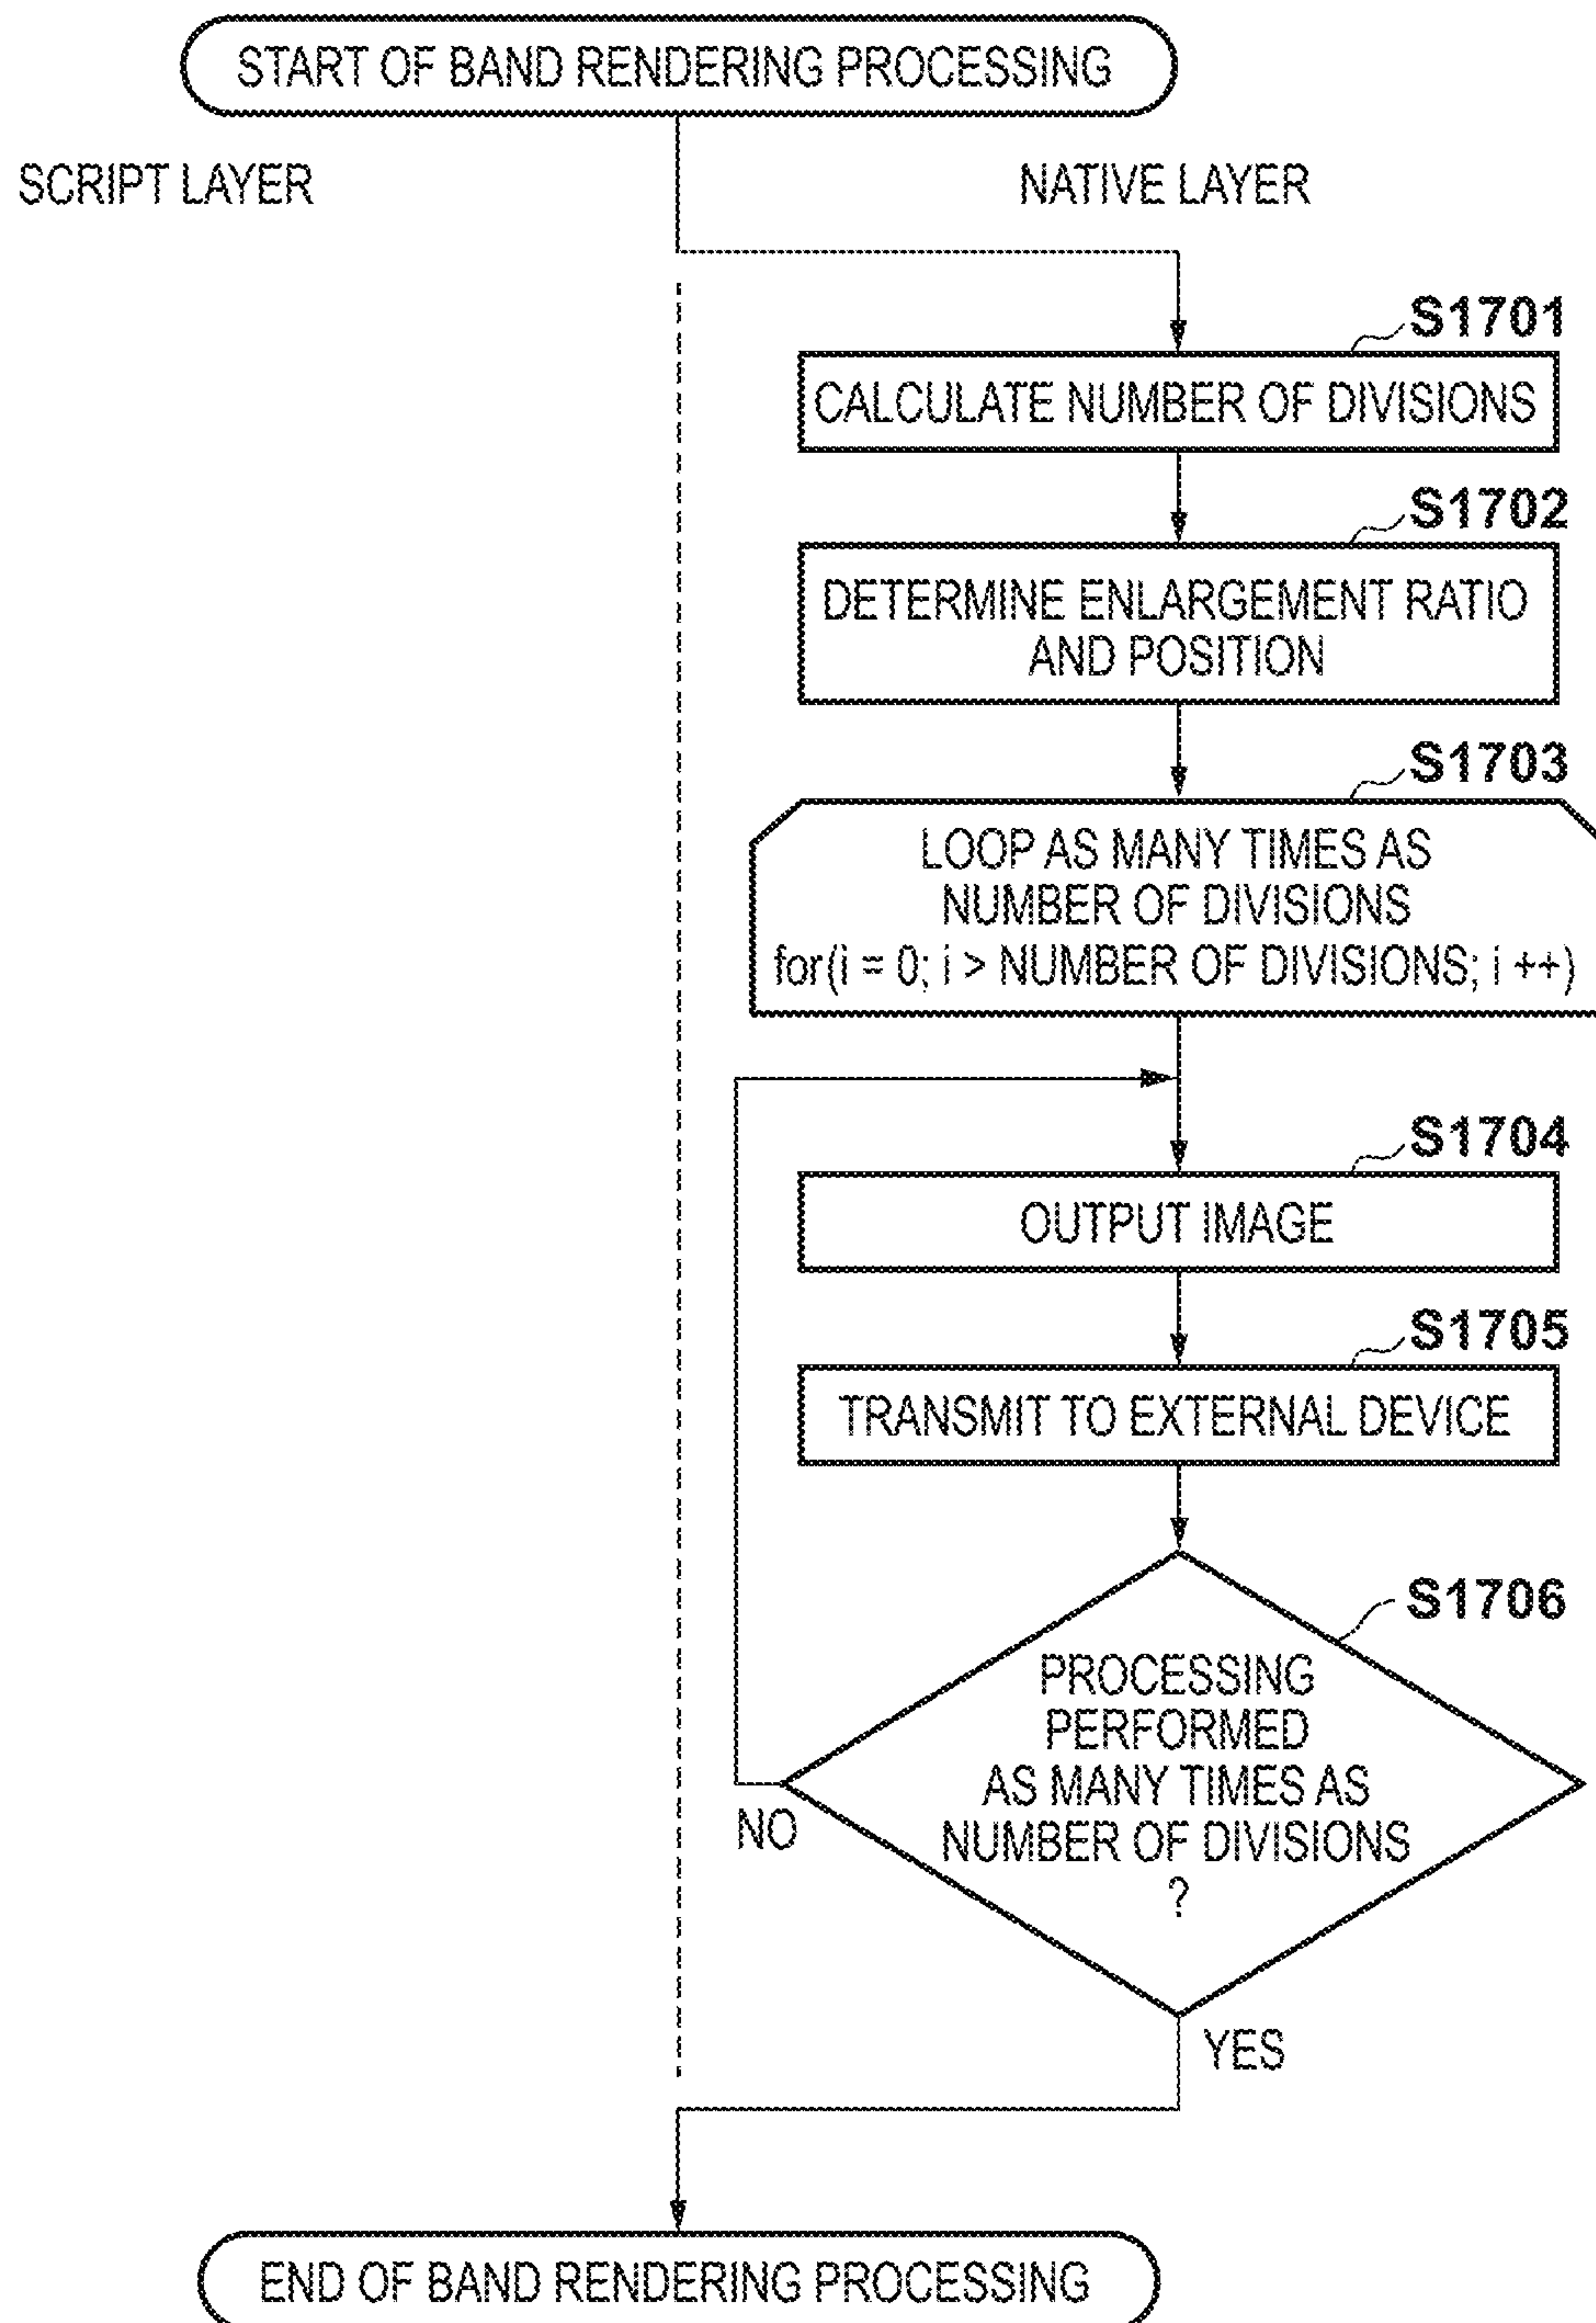 START OF BAND RENDERING PROCESSING
SCRIPT LAYER
NATIVE LAYER
S1701
CALCULATE NUMBER OF DIVISIONS
S1702
DETERMINE ENLARGEMENT RATIO
AND POSITION
S1703
LOOP AS MANY TIMES AS
NUMBER OF DIVISIONS
for(i = 0; i > NUMBER OF DIVISIONS; i ++)
S1704
OUTPUT IMAGE
S1705
TRANSMIT TO EXTERNAL DEVICE
S1706
PROCESSING
PERFORMED
AS MANY TIMES AS
NUMBER OF DIVISIONS
?
NO
YES
END OF BAND RENDERING PROCESSING